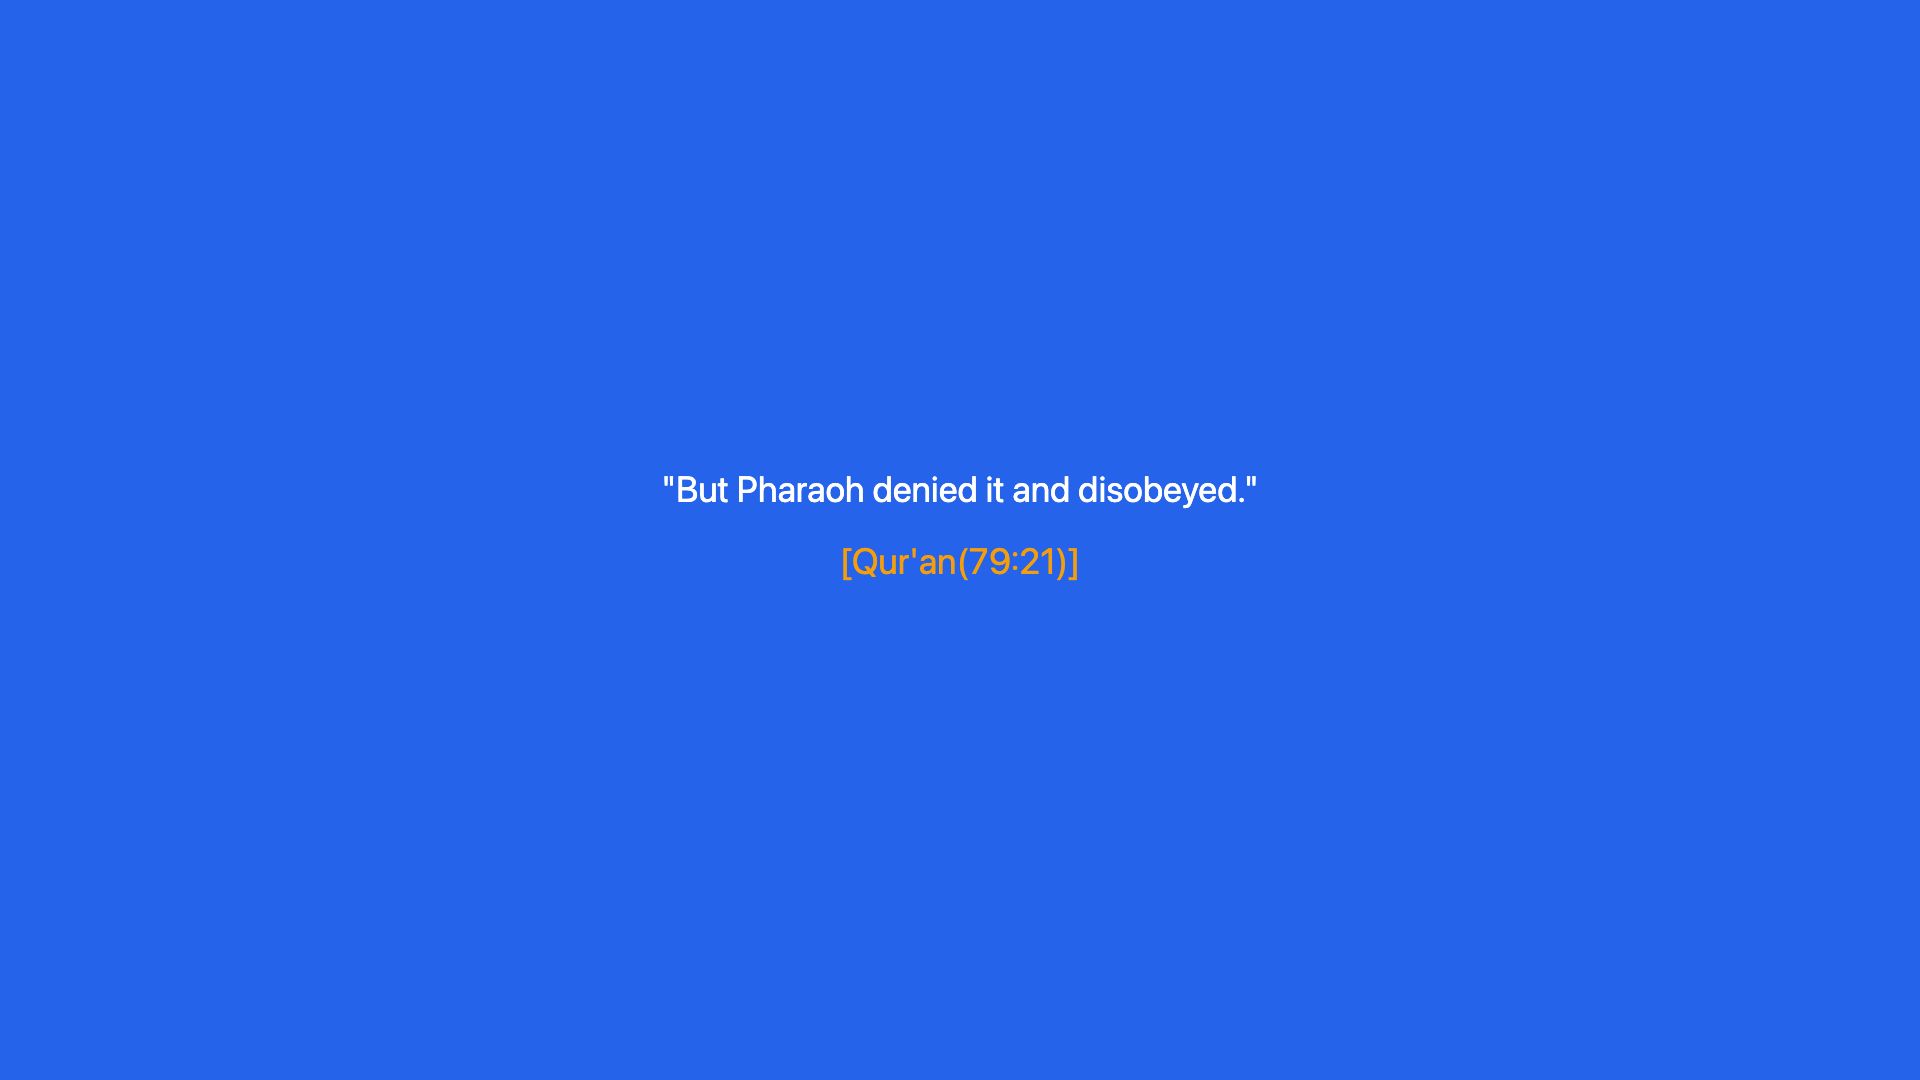 "But Pharaoh denied it and disobeyed."
[Qur'an(79:21)]